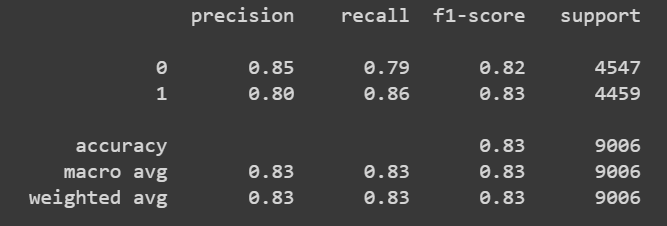 precision recall f1-score support
0 0.85 0.79 0.82 4547
1 0.80 0.86 0.83 4459
accuracy 0.83 9006
macro avg 0.83 0.83 0.83 9006
weighted avg 0.83 0.83 0.83 9006